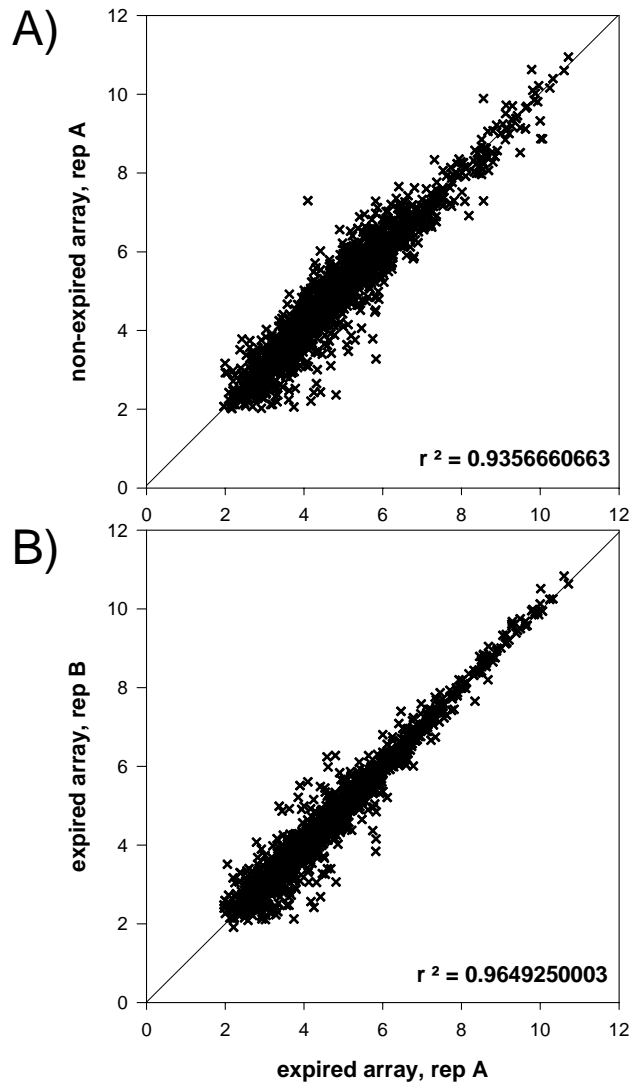 A)
12
10
8
6
4
2
0
non-expired array, rep A
r ² = 0.9356660663
0 2 4 6 8 10 12
B)
12
10
8
6
4
2
0
expired array, rep B
r ² = 0.9649250003
0 2 4 6 8 10 12
expired array, rep A